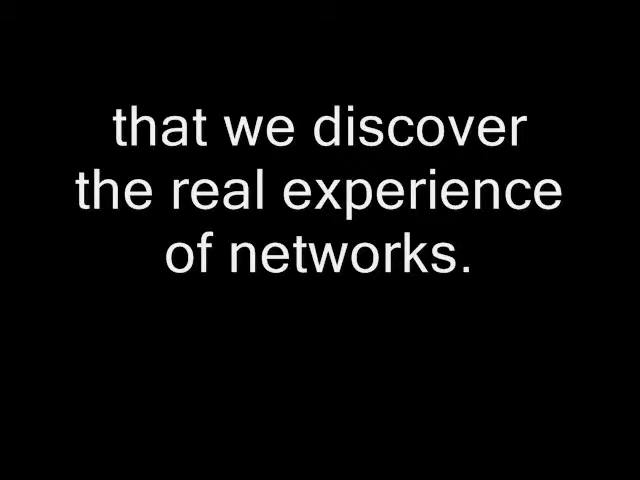 that we discover
the real experience
of networks.